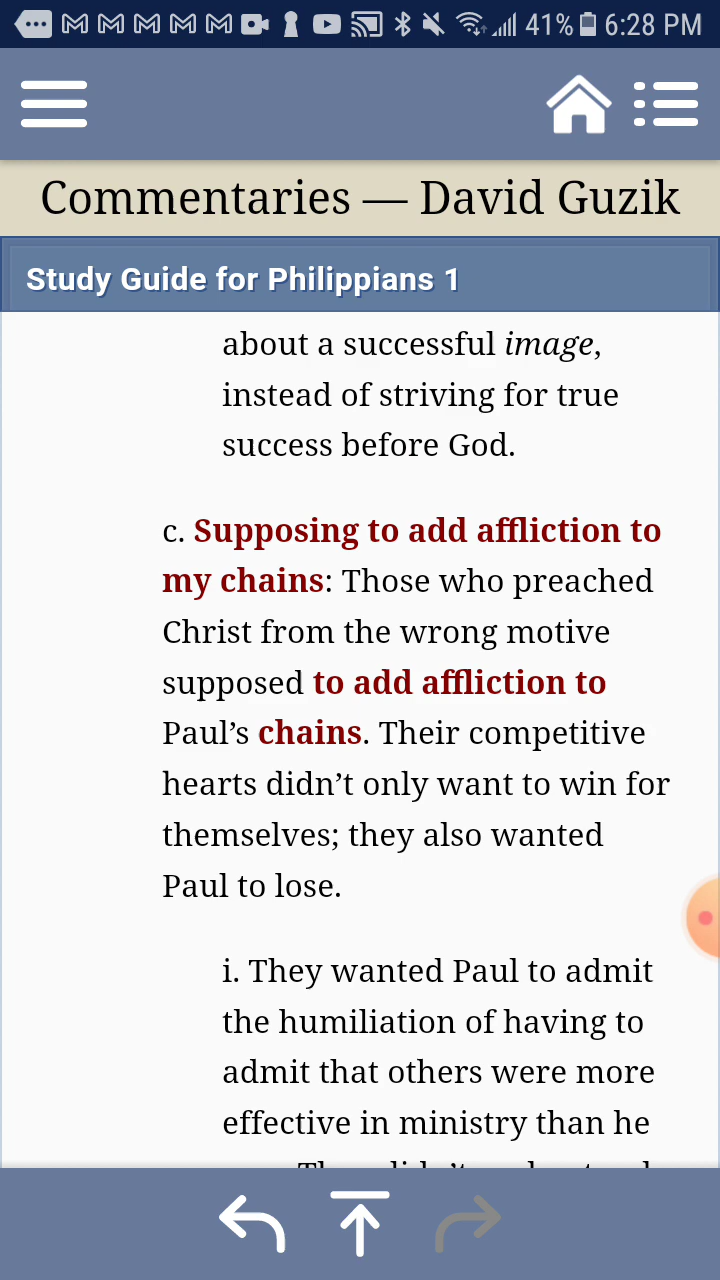 41% 6:28 PM
Commentaries — David Guzik
Study Guide for Philippians 1
about a successful image,
instead of striving for true
success before God.
c. Supposing to add affliction to
my chains: Those who preached
Christ from the wrong motive
supposed to add affliction to
Paul’s chains. Their competitive
hearts didn’t only want to win for
themselves; they also wanted
Paul to lose.
i. They wanted Paul to admit
the humiliation of having to
admit that others were more
effective in ministry than he